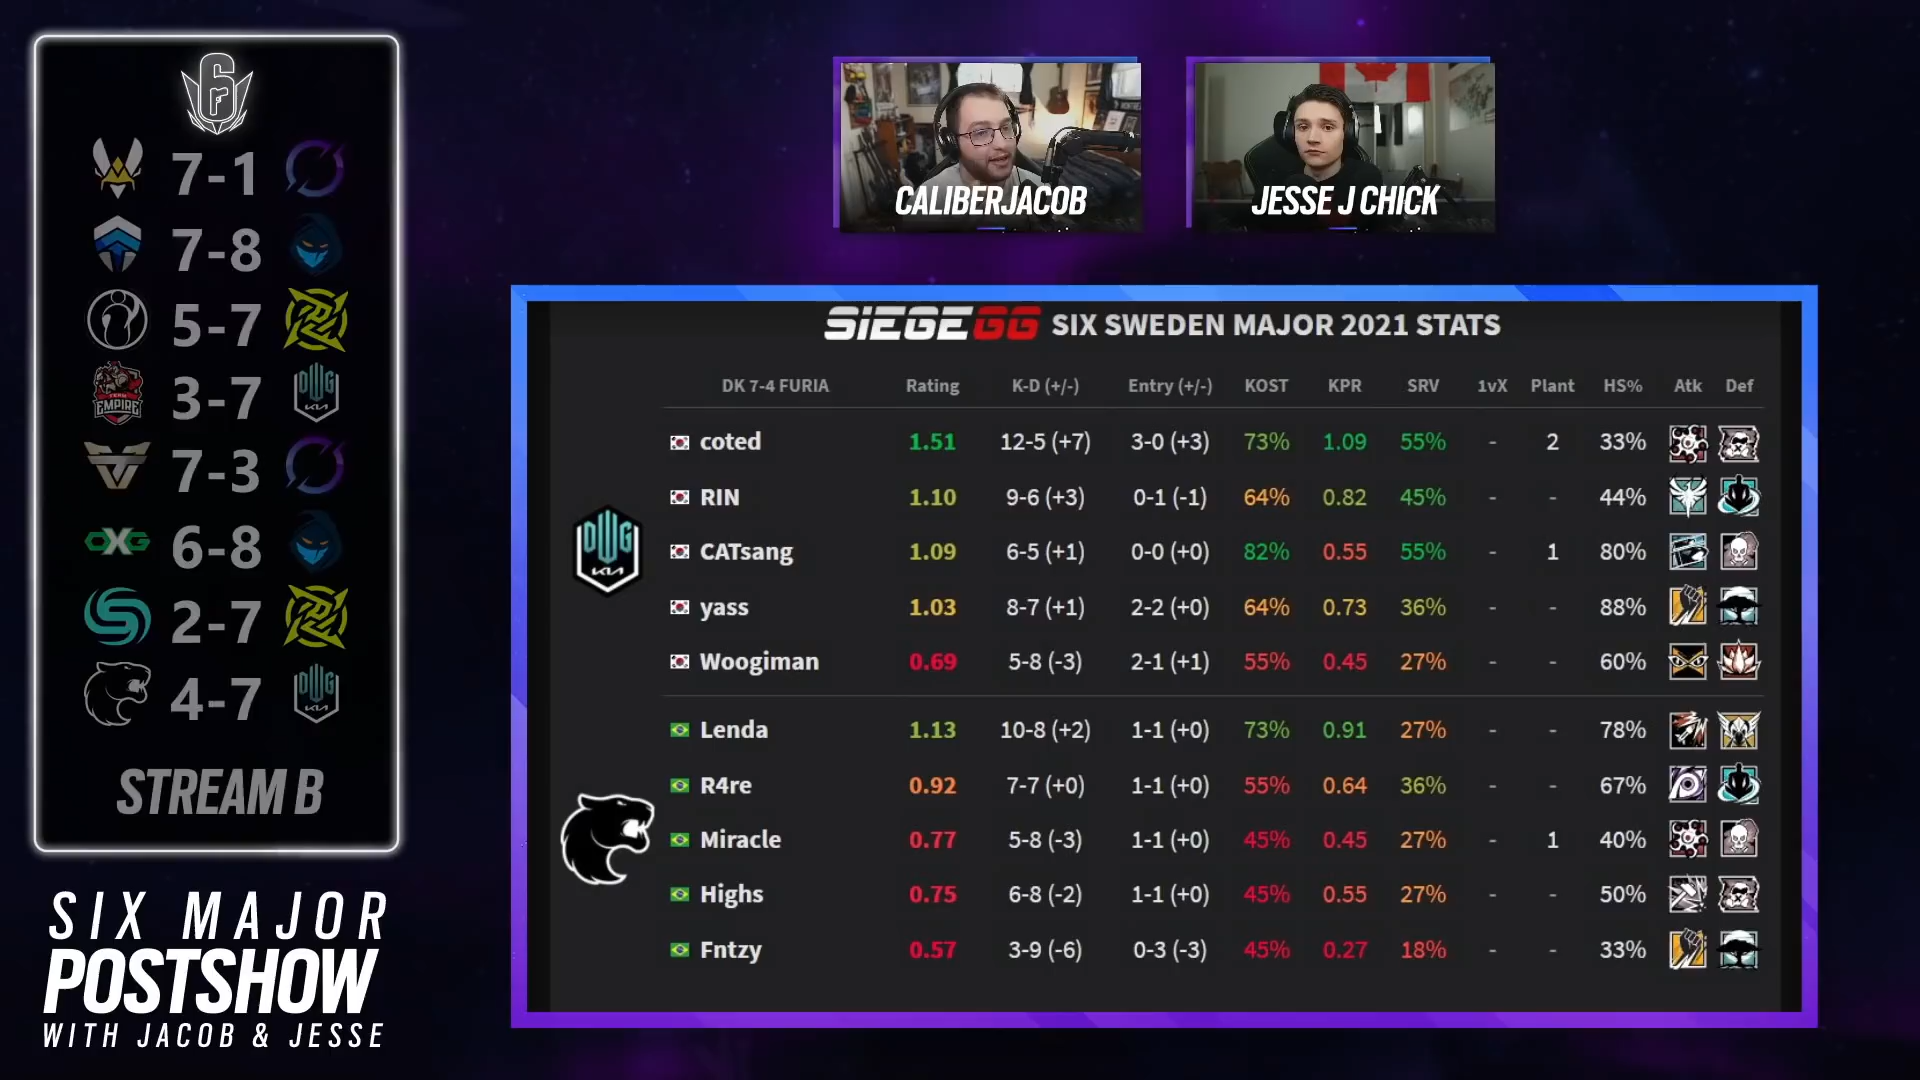 7-1
7-8
5-7
TEAM EMPIRE 3-7 DWG KIA
7-3
OXG 6-8
2-7
4-7 DWG KIA
STREAM B
SIX MAJOR
POSTSHOW
WITH JACOB & JESSE
CALIBERJACOB
JESSE J CHICK
SIEGEGG SIX SWEDEN MAJOR 2021 STATS
DK 7-4 FURIA Rating K-D (+/-) Entry (+/-) KOST KPR SRV 1vX Plant HS% Atk Def
coted 1.51 12-5 (+7) 3-0 (+3) 73% 1.09 55% - 2 33%
RIN 1.10 9-6 (+3) 0-1 (-1) 64% 0.82 45% - - 44%
DWG KIA
CATsang 1.09 6-5 (+1) 0-0 (+0) 82% 0.55 55% - 1 80%
yass 1.03 8-7 (+1) 2-2 (+0) 64% 0.73 36% - - 88%
Woogiman 0.69 5-8 (-3) 2-1 (+1) 55% 0.45 27% - - 60%
Lenda 1.13 10-8 (+2) 1-1 (+0) 73% 0.91 27% - - 78%
R4re 0.92 7-7 (+0) 1-1 (+0) 55% 0.64 36% - - 67%
Miracle 0.77 5-8 (-3) 1-1 (+0) 45% 0.45 27% - 1 40%
Highs 0.75 6-8 (-2) 1-1 (+0) 45% 0.55 27% - - 50%
Fntzy 0.57 3-9 (-6) 0-3 (-3) 45% 0.27 18% - - 33%